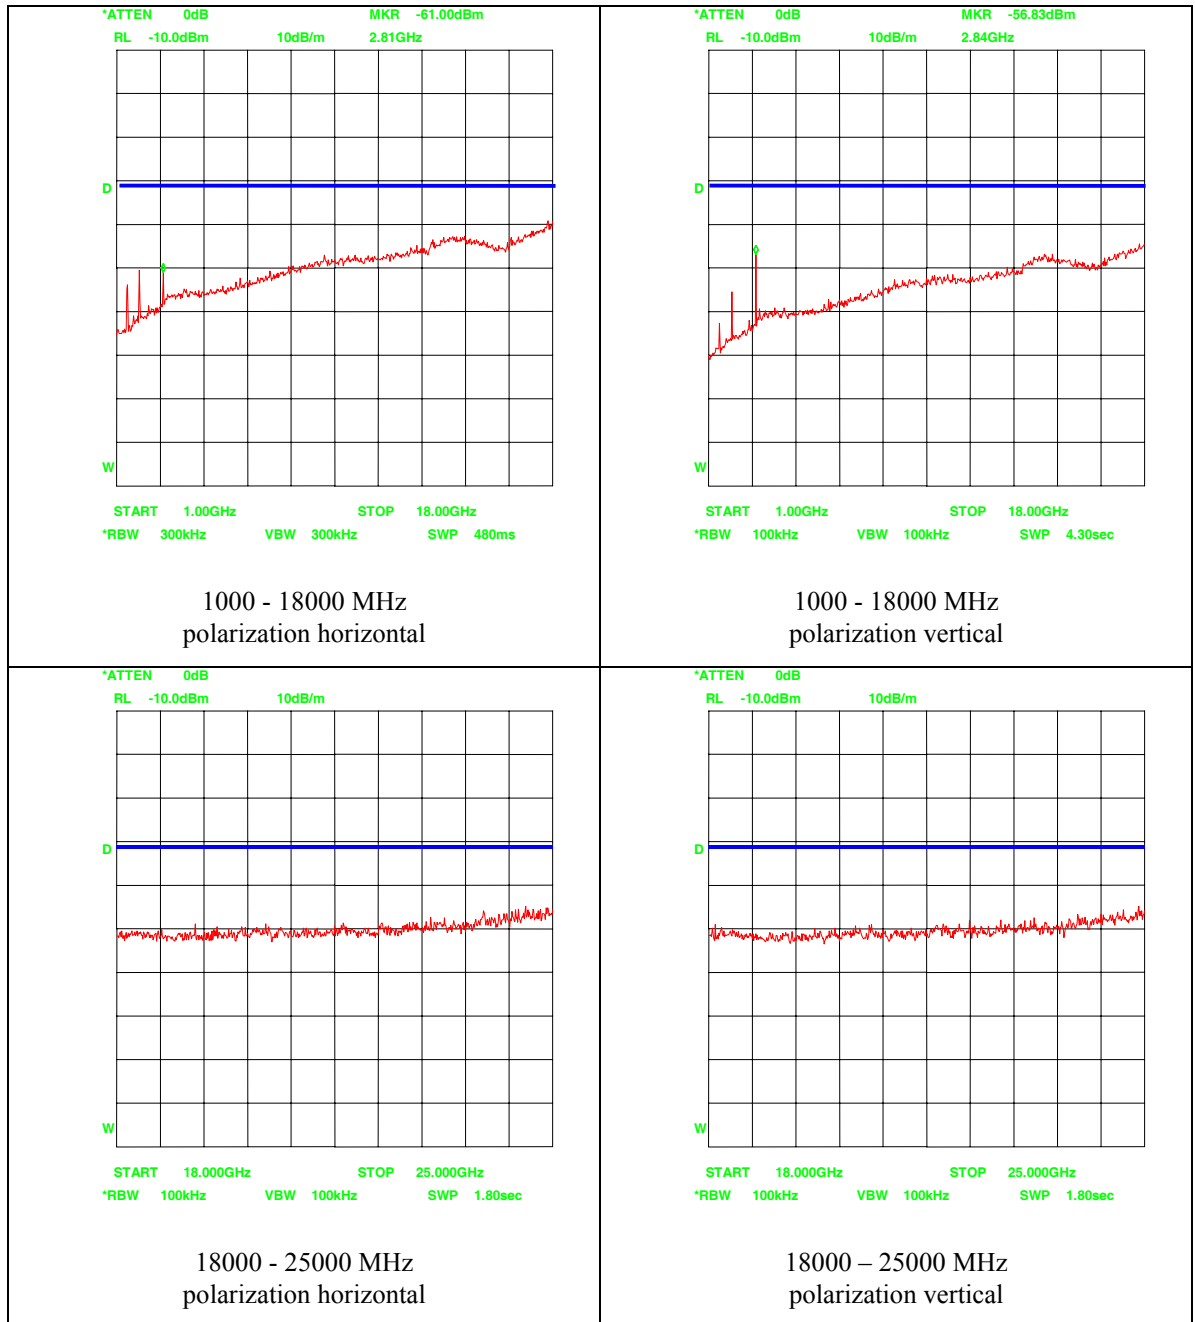 *ATTEN 0dB MKR -61.00dBm
RL -10.0dBm 10dB/m 2.81GHz
D
W
START 1.00GHz STOP 18.00GHz
*RBW 300kHz VBW 300kHz SWP 480ms
1000 - 18000 MHz
polarization horizontal
*ATTEN 0dB MKR -56.83dBm
RL -10.0dBm 10dB/m 2.84GHz
D
W
START 1.00GHz STOP 18.00GHz
*RBW 100kHz VBW 100kHz SWP 4.30sec
1000 - 18000 MHz
polarization vertical
*ATTEN 0dB
RL -10.0dBm 10dB/m
D
W
START 18.000GHz STOP 25.000GHz
*RBW 100kHz VBW 100kHz SWP 1.80sec
18000 - 25000 MHz
polarization horizontal
*ATTEN 0dB
RL -10.0dBm 10dB/m
D
W
START 18.000GHz STOP 25.000GHz
*RBW 100kHz VBW 100kHz SWP 1.80sec
18000 – 25000 MHz
polarization vertical